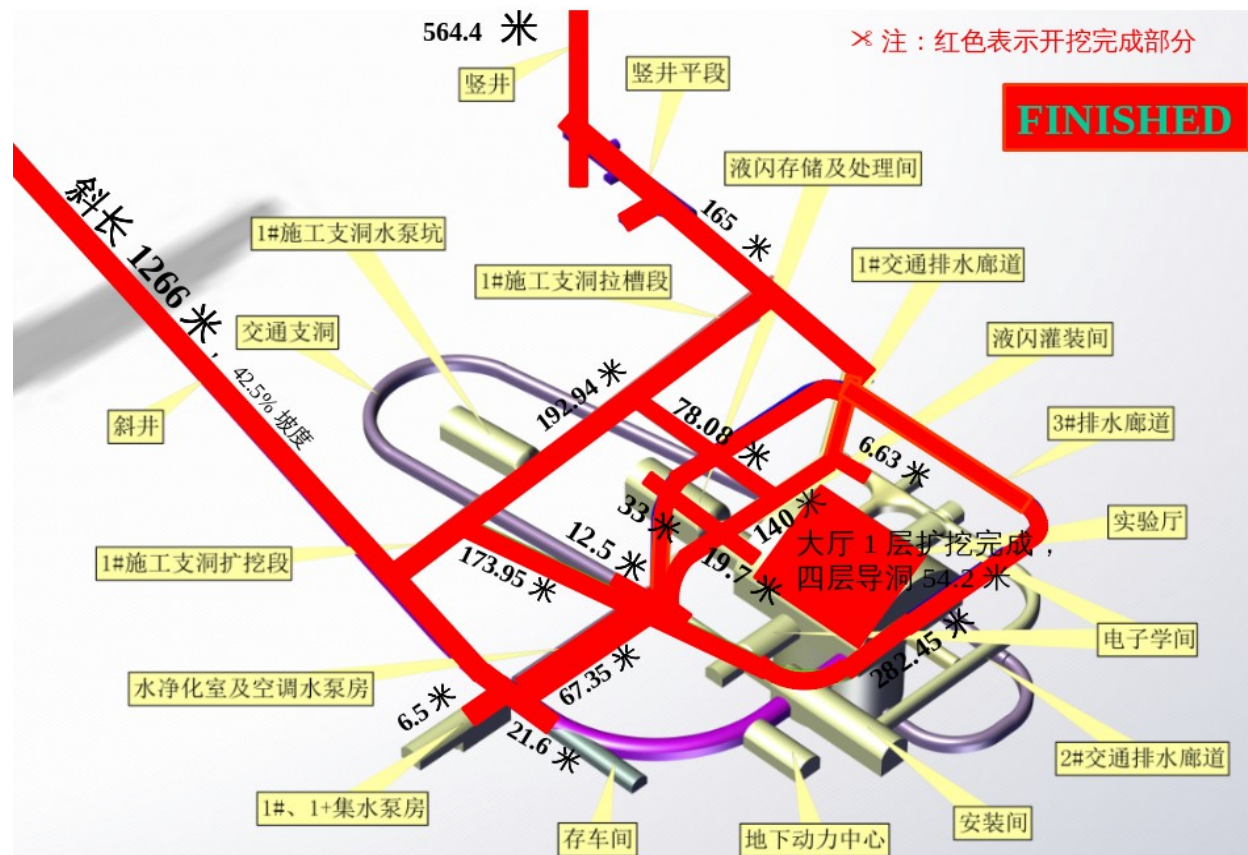 564.4 米
※ 注：红色表示开挖完成部分
竖井
竖井平段
FINISHED
液闪存储及处理间
斜长 1266 米，
42.5% 坡度
1#施工支洞水泵坑
165 米
1#施工支洞拉槽段
1#交通排水廊道
交通支洞
液闪灌装间
192.94 米
78.08 米
斜井
3#排水廊道
6.63 米
33 米
140 米
实验厅
12.5 米
19.7 米
大厅 1 层扩挖完成，
四层导洞 54.2 米
1#施工支洞扩挖段
173.95 米
电子学间
282.45 米
水净化室及空调水泵房
67.35 米
6.5 米
21.6 米
2#交通排水廊道
1#、1+集水泵房
存车间
地下动力中心
安装间